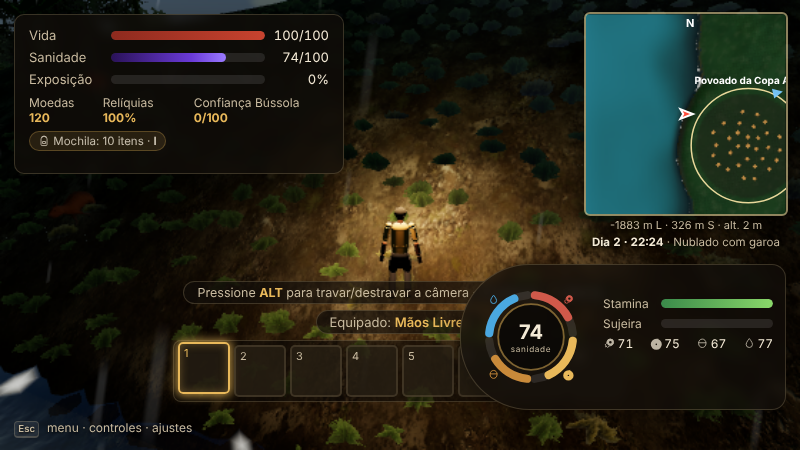 Vida 100/100
Sanidade 74/100
Exposição 0%
Moedas Relíquias Confiança Bússola
120 100% 0/100
Mochila: 10 itens · I
N
Povoado da Copa A
-1883 m L · 326 m S · alt. 2 m
Dia 2 · 22:24 · Nublado com garoa
Pressione ALT para travar/destravar a câmera
Equipado: Mãos Livre
1 2 3 4 5
74
sanidade
Stamina
Sujeira
71 75 67 77
Esc menu · controles · ajustes